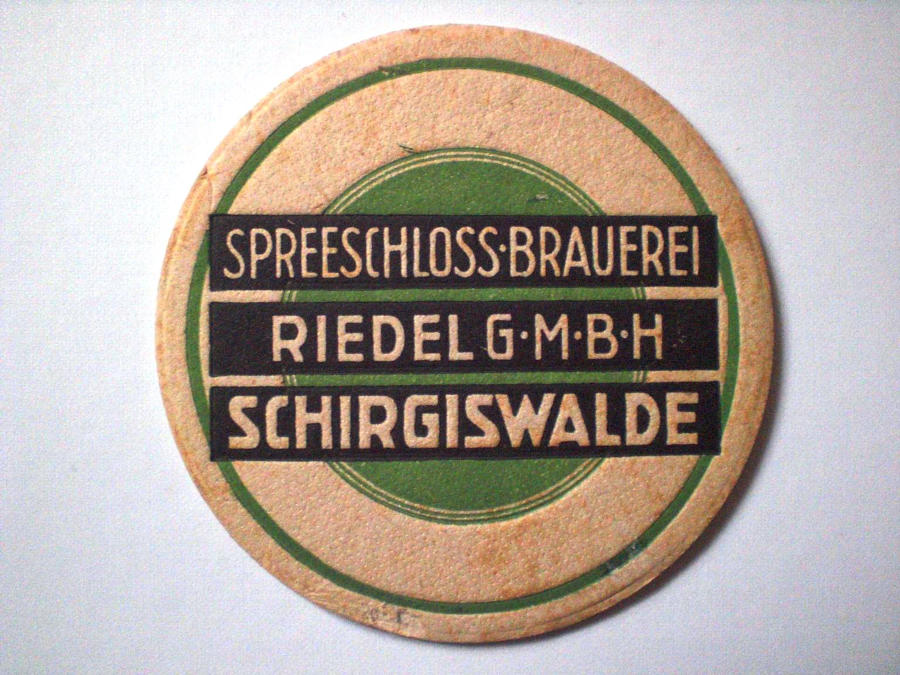 SPREESCHLOSS·BRAUEREI
RIEDEL G·M·B·H
SCHIRGISWALDE